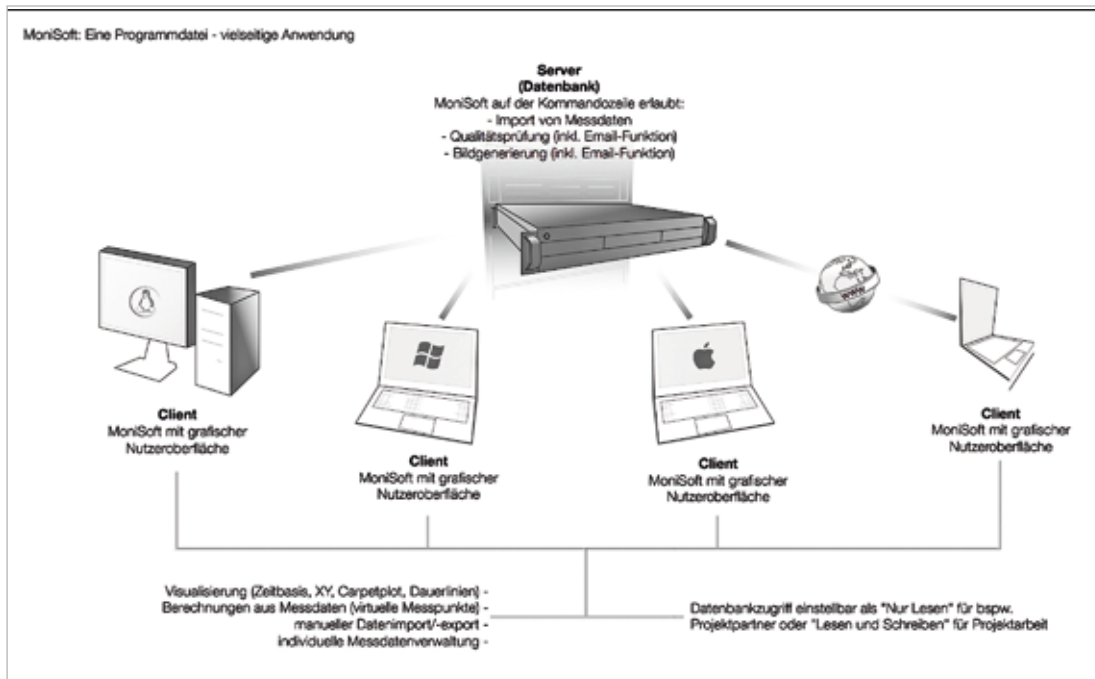 MoniSoft: Eine Programmdatei - vielseitige Anwendung
Server
(Datenbank)
MoniSoft auf der Kommandozeile erlaubt:
- Import von Messdaten
- Qualitätsprüfung (inkl. Email-Funktion)
- Bildgenerierung (inkl. Email-Funktion)
www
Client
MoniSoft mit grafischer
Nutzeroberfläche
Client
MoniSoft mit grafischer
Nutzeroberfläche
Client
MoniSoft mit grafischer
Nutzeroberfläche
Client
MoniSoft mit grafischer
Nutzeroberfläche
Visualisierung (Zeitbasis, XY, Carpetplot, Dauerlinien) -
Berechnungen aus Messdaten (virtuelle Messpunkte) -
manueller Datenimport/-export -
individuelle Messdatenverwaltung -
Datenbankzugriff einstellbar als "Nur Lesen" für bspw.
Projektpartner oder "Lesen und Schreiben" für Projektarbeit